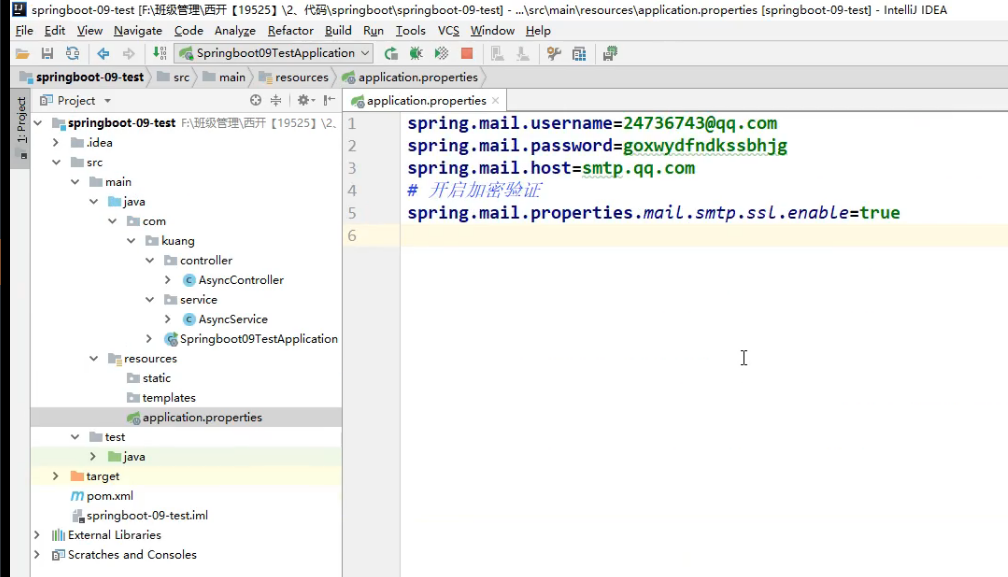 springboot-09-test [F:\班级管理\西开【19525】\2、代码\springboot\springboot-09-test] - ...\src\main\resources\application.properties [springboot-09-test] - IntelliJ IDEA
File Edit View Navigate Code Analyze Refactor Build Run Tools VCS Window Help
Springboot09TestApplication
springboot-09-test src main resources application.properties
1: Project
Project
application.properties
springboot-09-test F:\班级管理\西开【19525】\2、
.idea
src
main
java
com
kuang
controller
AsyncController
service
AsyncService
Springboot09TestApplication
resources
static
templates
application.properties
test
java
target
pom.xml
springboot-09-test.iml
External Libraries
Scratches and Consoles
1 spring.mail.username=24736743@qq.com
2 spring.mail.password=goxwydfndkssbhjg
3 spring.mail.host=smtp.qq.com
4 # 开启加密验证
5 spring.mail.properties.mail.smtp.ssl.enable=true
6